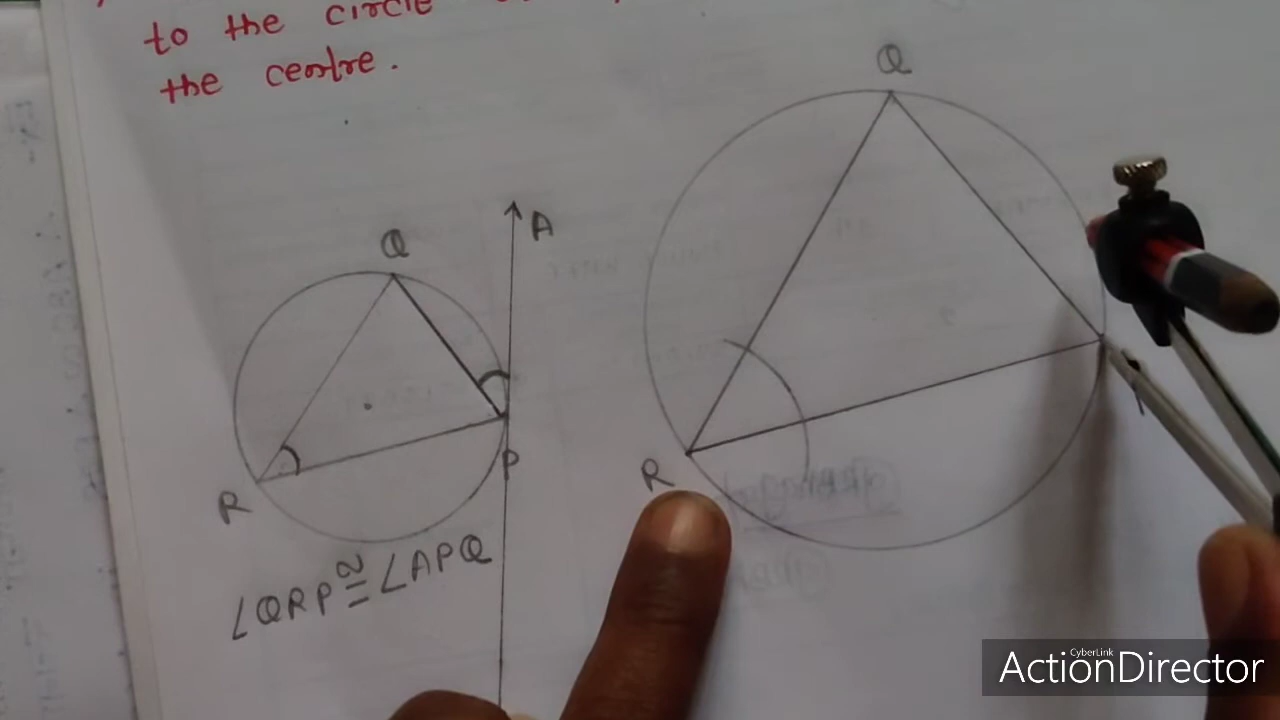 to the circle
the centre.
Q
Q
A
P
R
R
∠QRP ≅ ∠APQ
CyberLink
ActionDirector